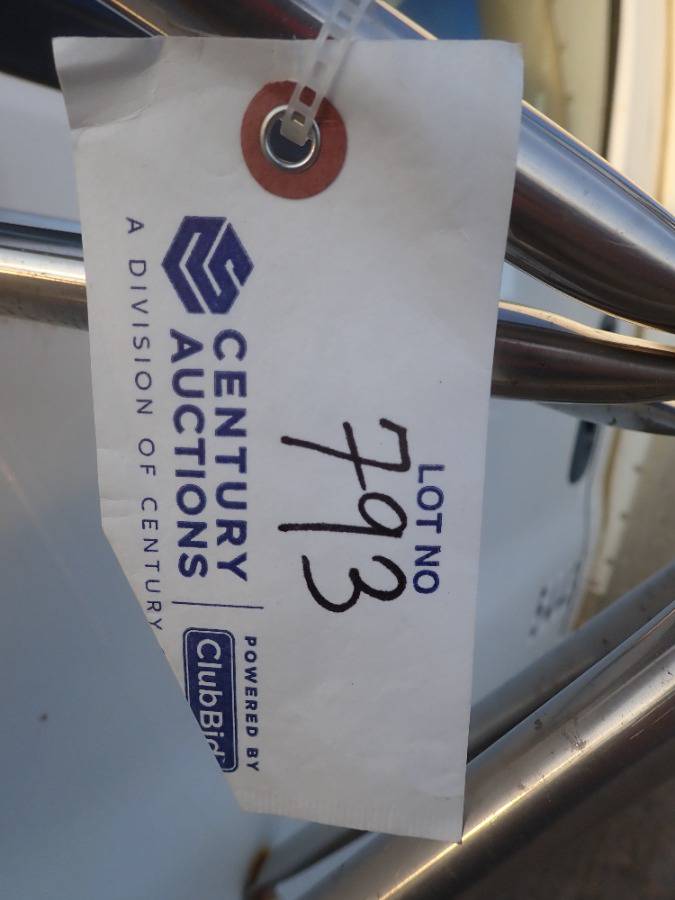 LOT NO
793
CENTURY
AUCTIONS
A DIVISION OF CENTURY
POWERED BY
ClubBid